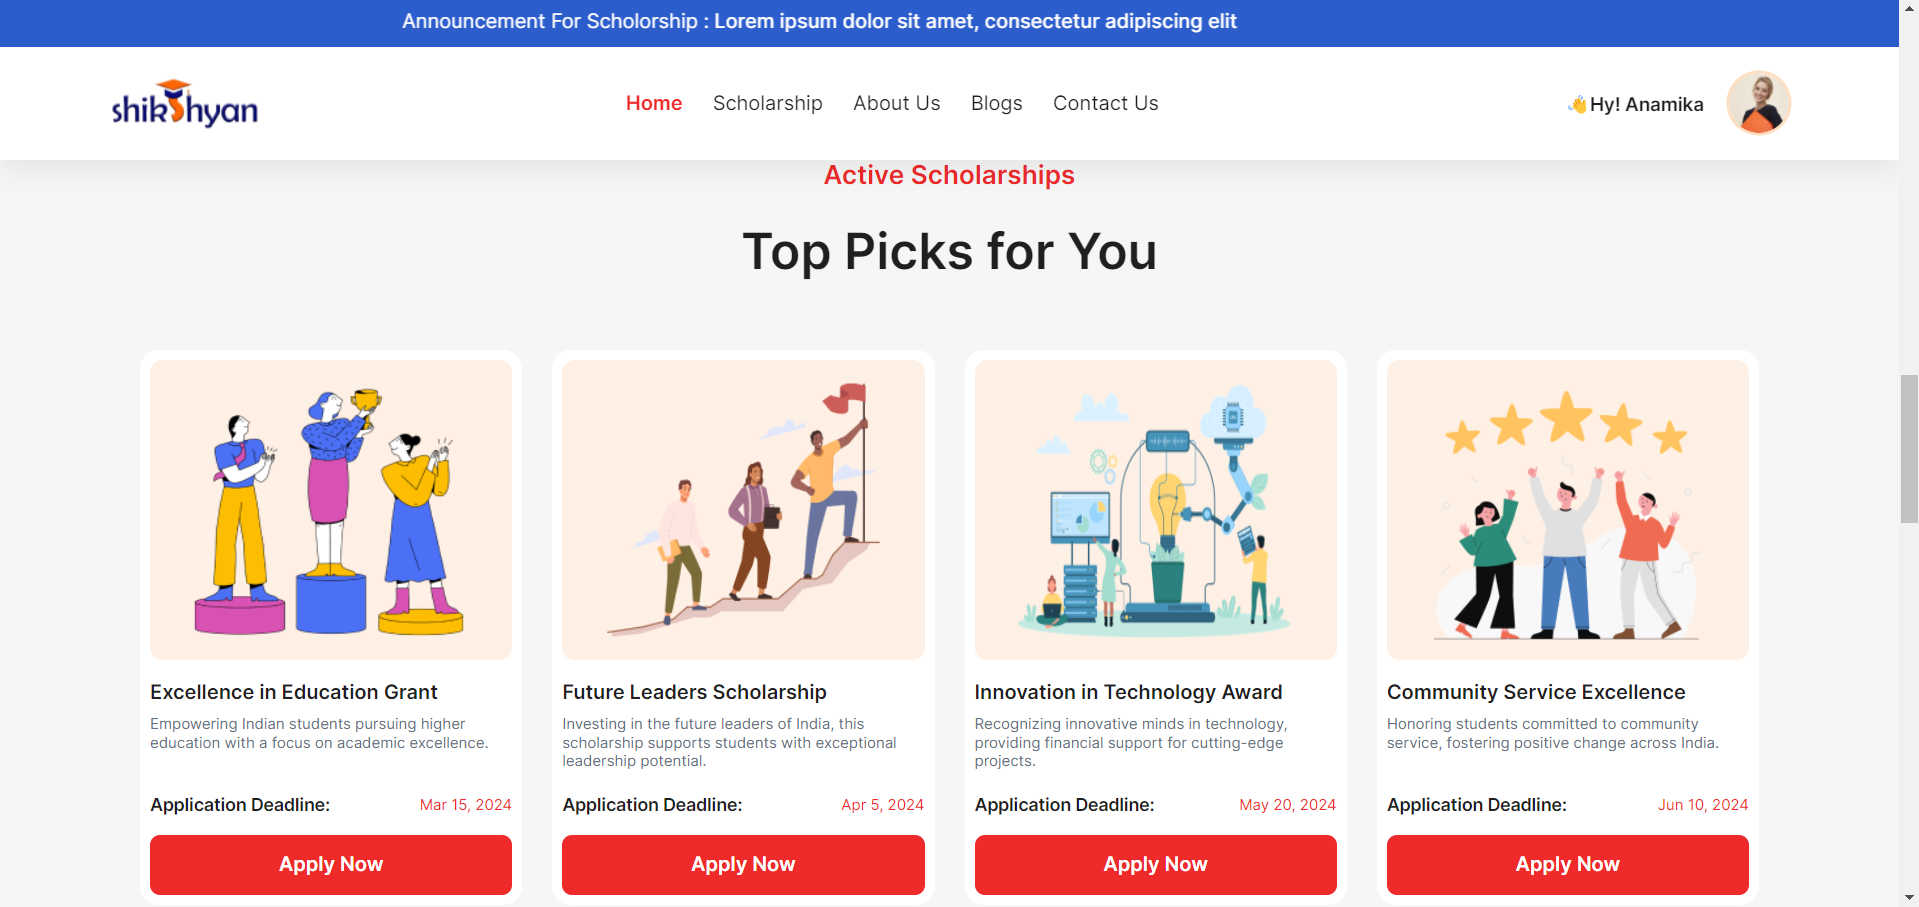 Announcement For Scholorship : Lorem ipsum dolor sit amet, consectetur adipiscing elit
shikshyan
Home Scholarship About Us Blogs Contact Us
👋Hy! Anamika
Active Scholarships
Top Picks for You
Excellence in Education Grant
Empowering Indian students pursuing higher
education with a focus on academic excellence.
Application Deadline: Mar 15, 2024
Apply Now
Future Leaders Scholarship
Investing in the future leaders of India, this
scholarship supports students with exceptional
leadership potential.
Application Deadline: Apr 5, 2024
Apply Now
Innovation in Technology Award
Recognizing innovative minds in technology,
providing financial support for cutting-edge
projects.
Application Deadline: May 20, 2024
Apply Now
Community Service Excellence
Honoring students committed to community
service, fostering positive change across India.
Application Deadline: Jun 10, 2024
Apply Now